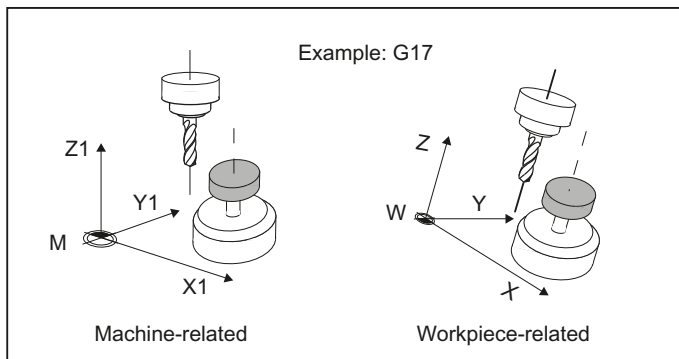 Example: G17
Z1
Y1
M
X1
Machine-related
Z
W
Y
X
Workpiece-related